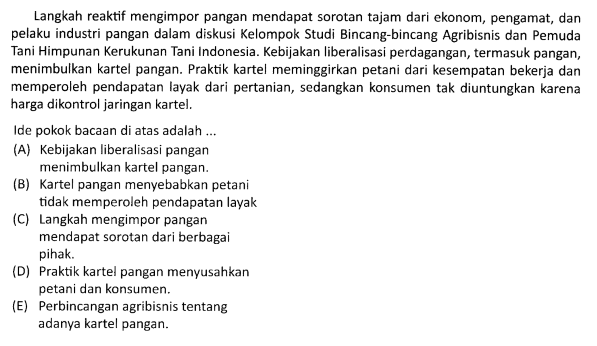 Langkah reaktif mengimpor pangan mendapat sorotan tajam dari ekonom, pengamat, dan
pelaku industri pangan dalam diskusi Kelompok Studi Bincang-bincang Agribisnis dan Pemuda
Tani Himpunan Kerukunan Tani Indonesia. Kebijakan liberalisasi perdagangan, termasuk pangan,
menimbulkan kartel pangan. Praktik kartel meminggirkan petani dari kesempatan bekerja dan
memperoleh pendapatan layak dari pertanian, sedangkan konsumen tak diuntungkan karena
harga dikontrol jaringan kartel.
Ide pokok bacaan di atas adalah ...
(A) Kebijakan liberalisasi pangan
menimbulkan kartel pangan.
(B) Kartel pangan menyebabkan petani
tidak memperoleh pendapatan layak
(C) Langkah mengimpor pangan
mendapat sorotan dari berbagai
pihak.
(D) Praktik kartel pangan menyusahkan
petani dan konsumen.
(E) Perbincangan agribisnis tentang
adanya kartel pangan.